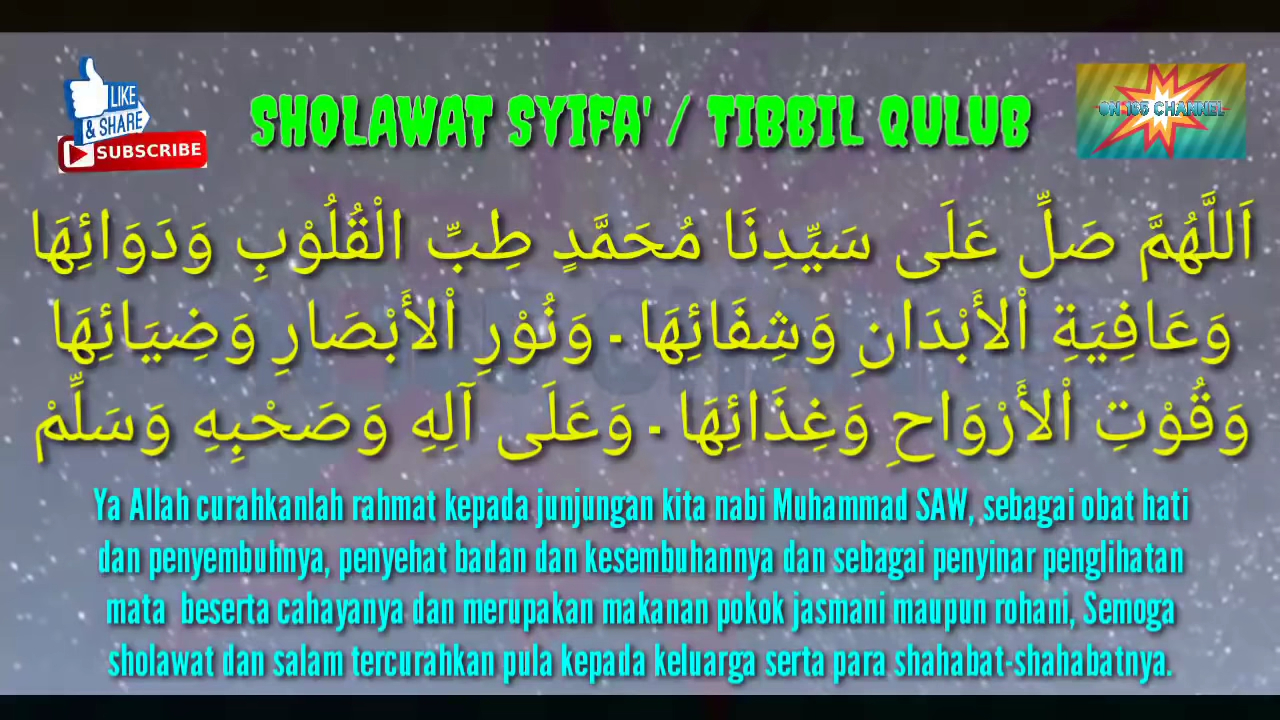 LIKE
& SHARE
SUBSCRIBE
SHOLAWAT SYIFA' / TIBBIL QULUB
ON 165 CHANNEL
اَللَّهُمَّ صَلِّ عَلَى سَيِّدِنَا مُحَمَّدٍ طِبِّ الْقُلُوْبِ وَدَوَائِهَا
وَعَافِيَةِ اْلأَبْدَانِ وَشِفَائِهَا - وَنُوْرِ اْلأَبْصَارِ وَضِيَائِهَا
وَقُوْتِ اْلأَرْوَاحِ وَغِذَائِهَا - وَعَلَى آلِهِ وَصَحْبِهِ وَسَلِّمْ
Ya Allah curahkanlah rahmat kepada junjungan kita nabi Muhammad SAW, sebagai obat hati
dan penyembuhnya, penyehat badan dan kesembuhannya dan sebagai penyinar penglihatan
mata beserta cahayanya dan merupakan makanan pokok jasmani maupun rohani, Semoga
sholawat dan salam tercurahkan pula kepada keluarga serta para shahabat-shahabatnya.